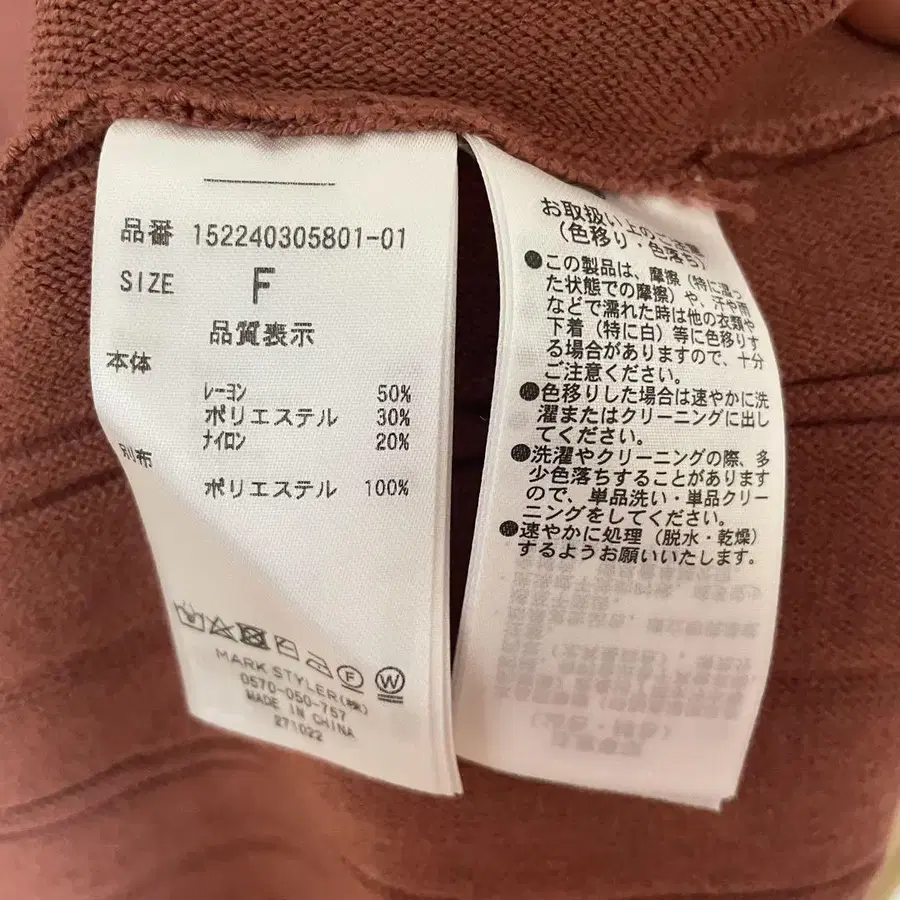 品番 152240305801-01
SIZE F
品質表示
本体
レーヨン 50%
ポリエステル 30%
ナイロン 20%
別布
ポリエステル 100%
F W
MARK STYLER(株)
0570-050-757
MADE IN CHINA
271022
お取扱い上のご注意
(色移り・色落ち)
●この製品は、摩擦(特に湿っ
た状態での摩擦)や、汗や雨
などで濡れた時は他の衣類や
下着(特に白)等に色移りす
る場合がありますので、十分
ご注意ください。
●色移りした場合は速やかに洗
濯またはクリーニングに出し
てください。
●洗濯やクリーニングの際、多
少色落ちすることがあります
ので、単品洗い・単品クリー
ニングをしてください。
●速やかに処理(脱水・乾燥)
するようお願いいたします。